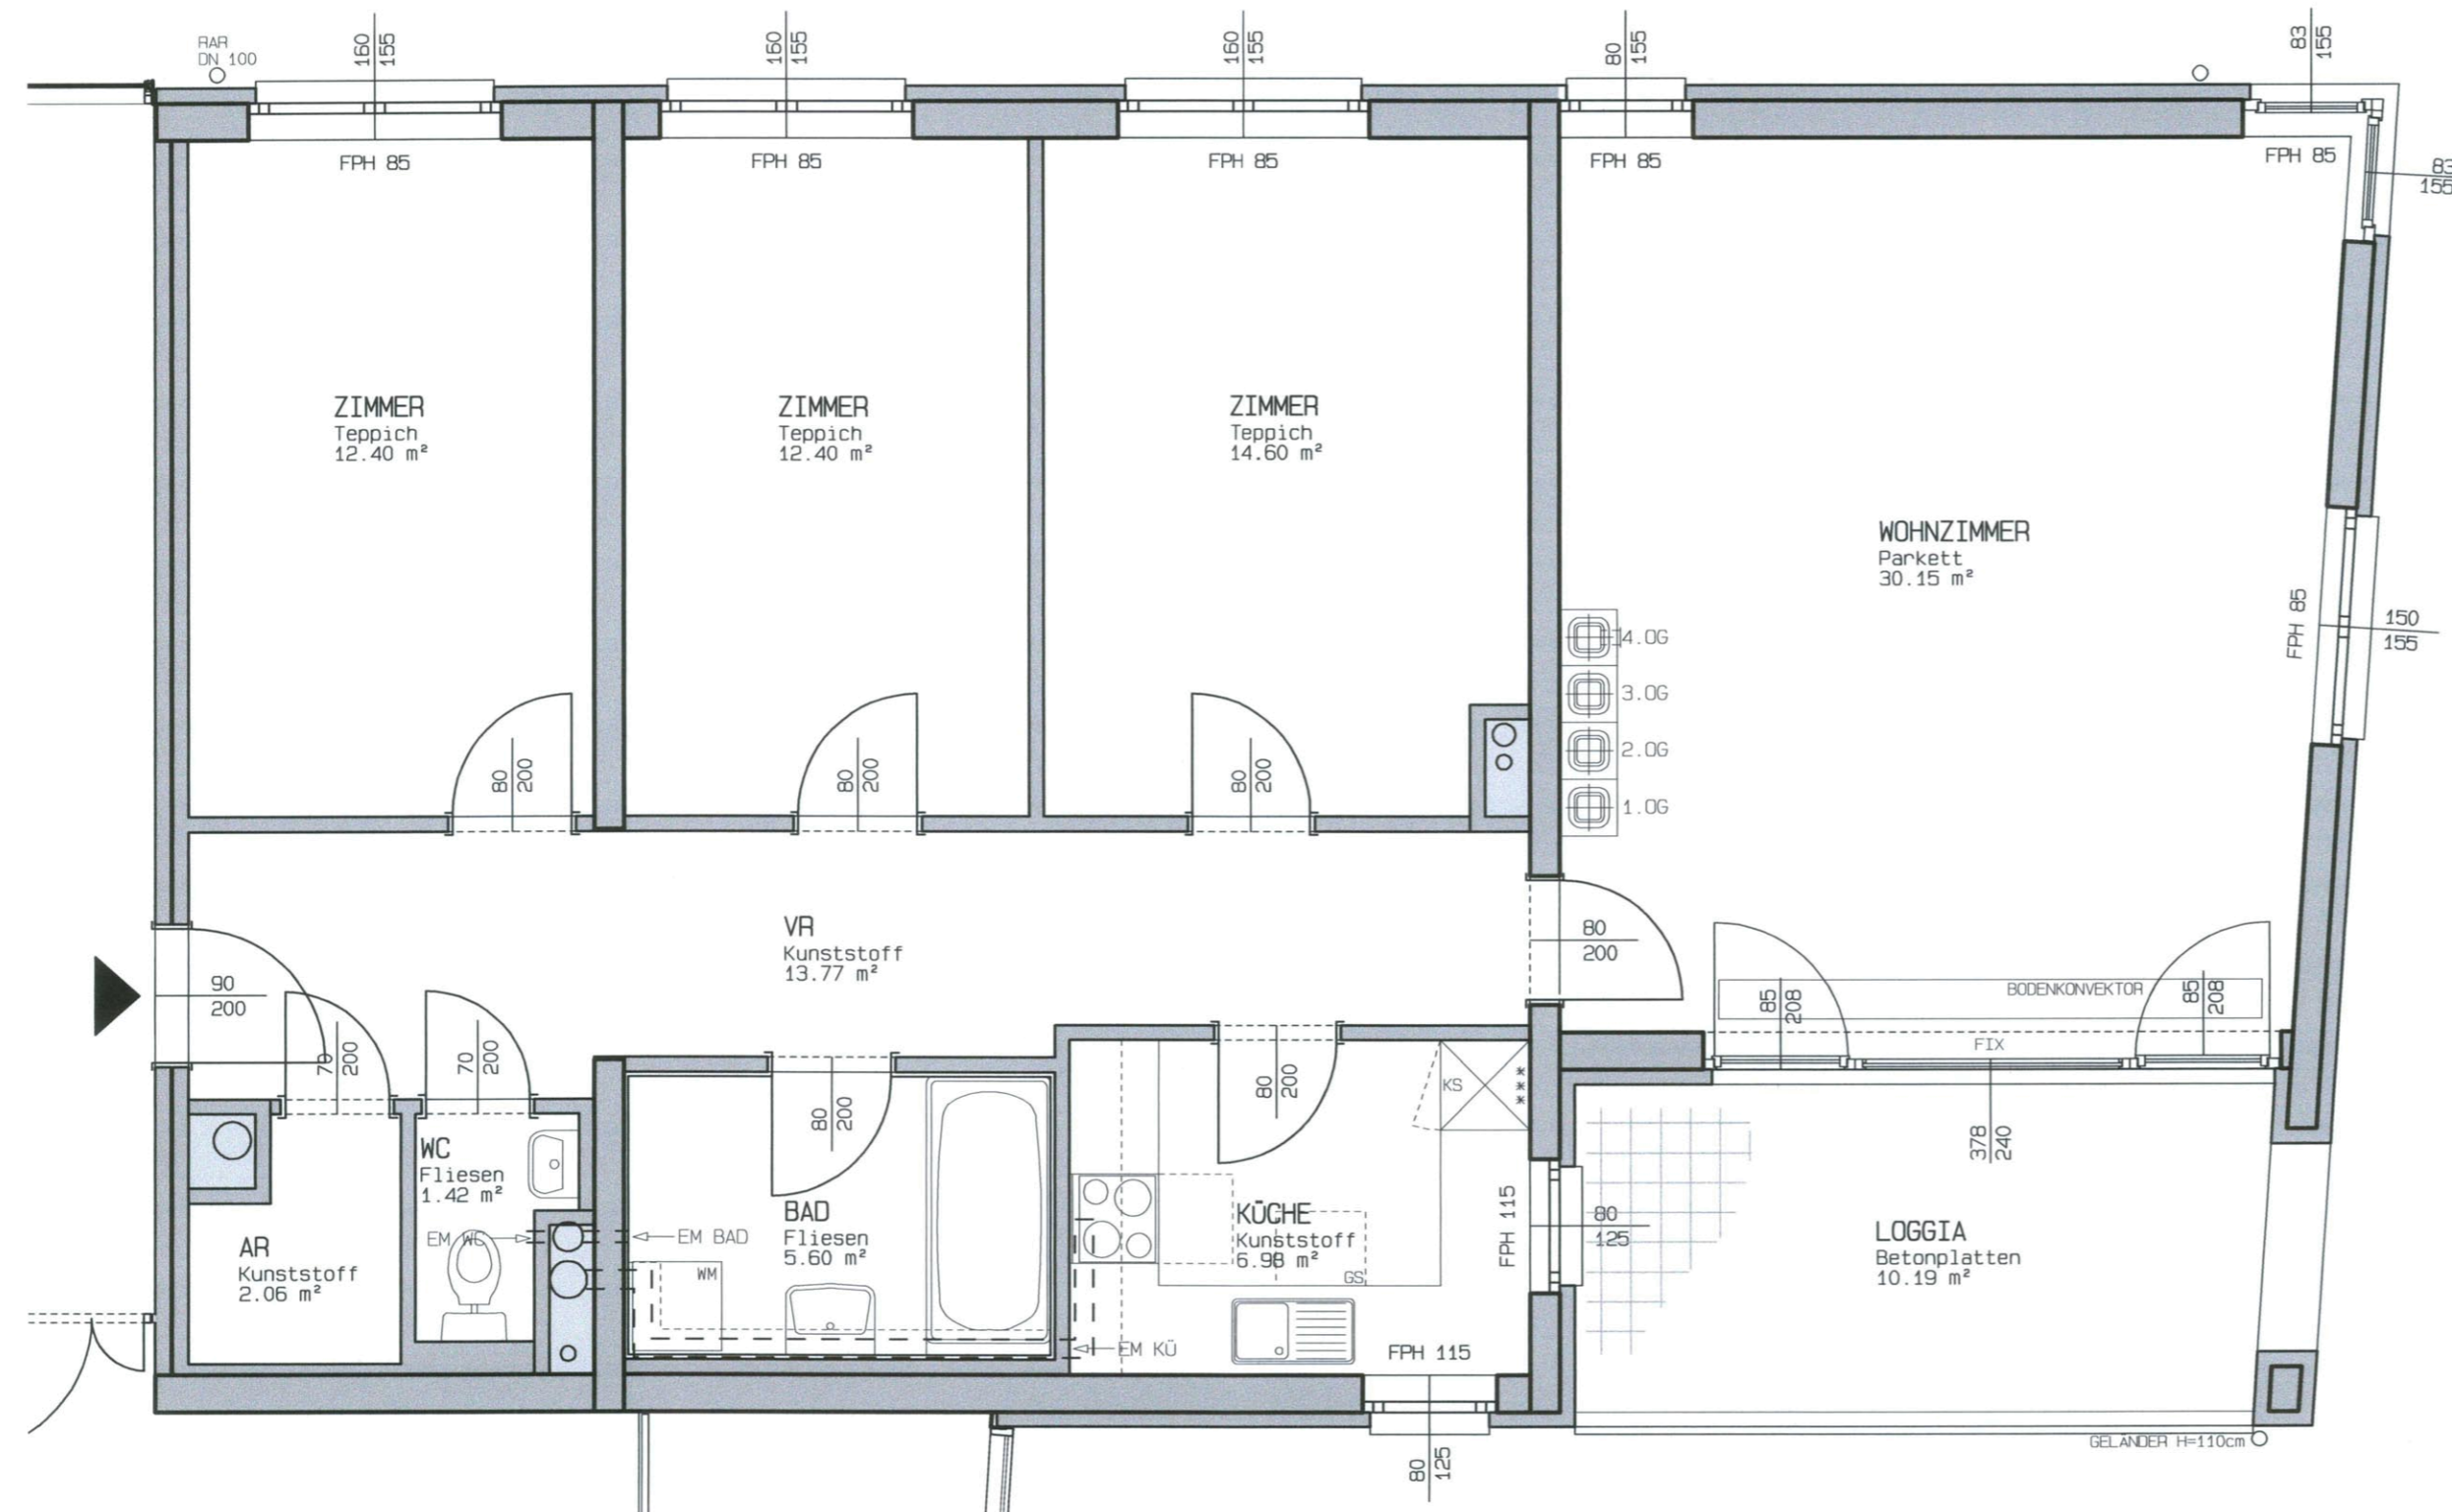 RAR
DN 100
160
155
160
155
160
155
80
155
83
155
FPH 85
FPH 85
FPH 85
FPH 85
FPH 85
83
155
ZIMMER
Teppich
12.40 m²
ZIMMER
Teppich
12.40 m²
ZIMMER
Teppich
14.60 m²
WOHNZIMMER
Parkett
30.15 m²
FPH 85
150
155
4.OG
3.OG
2.OG
1.OG
80
200
80
200
80
200
VR
Kunststoff
13.77 m²
80
200
90
200
70
200
70
200
80
200
80
200
85
208
BODENKONVEKTOR
85
208
FIX
KS
***
378
240
WC
Fliesen
1.42 m²
EM WC
AR
Kunststoff
2.06 m²
BAD
Fliesen
5.60 m²
EM BAD
WM
KÜCHE
Kunststoff
6.98 m²
GS
EM KÜ
FPH 115
FPH 115
80
125
LOGGIA
Betonplatten
10.19 m²
80
125
GELÄNDER H=110cm